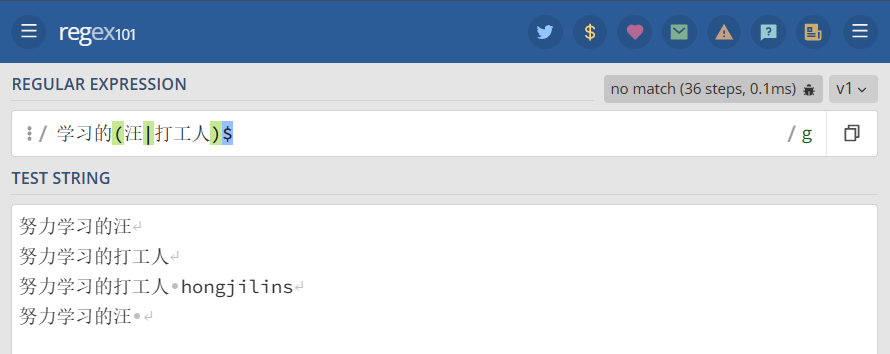 regex101
REGULAR EXPRESSION
no match (36 steps, 0.1ms) v1
/ 学习的(汪|打工人)$ / g
TEST STRING
努力学习的汪↵
努力学习的打工人↵
努力学习的打工人•hongjilins↵
努力学习的汪•↵